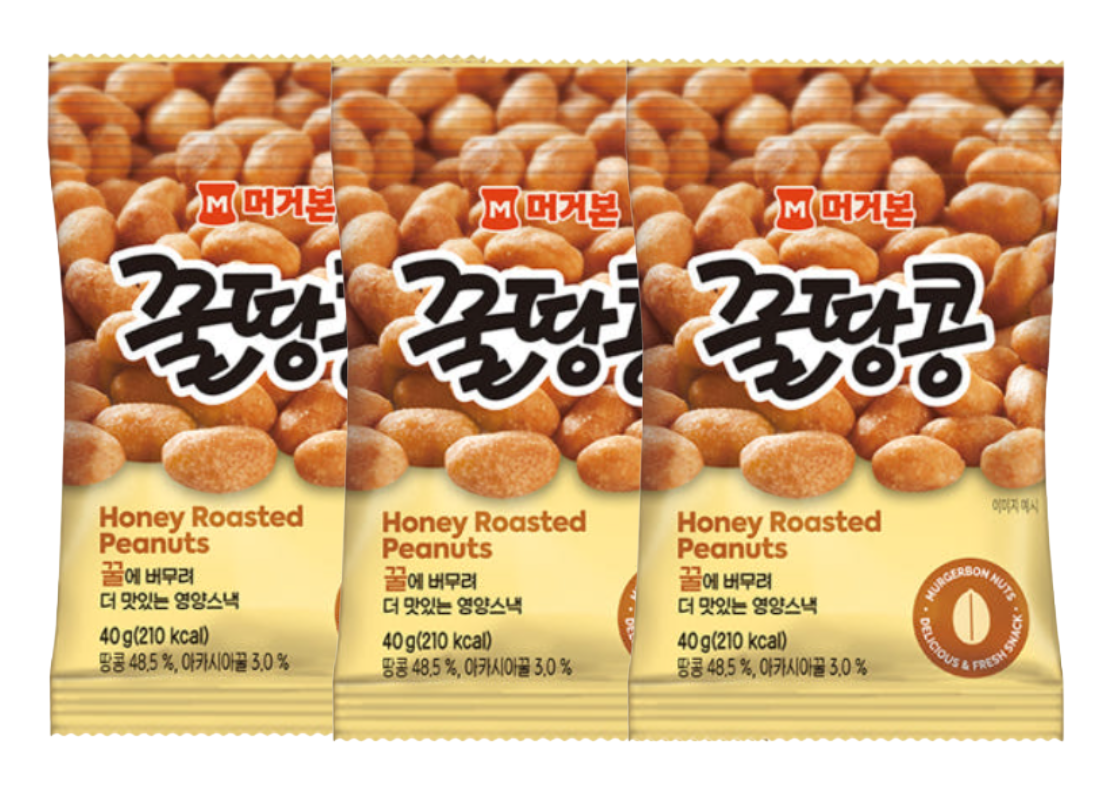 M 머거본
꿀땅
Honey Roasted
Peanuts
꿀에 버무려
더 맛있는 영양스낵
40 g(210 kcal)
땅콩 48.5 %, 아카시아꿀 3.0 %
M 머거본
꿀땅
Honey Roasted
Peanuts
꿀에 버무려
더 맛있는 영양스낵
40 g(210 kcal)
땅콩 48.5 %, 아카시아꿀 3.0 %
M 머거본
꿀땅콩
이미지 예시
Honey Roasted
Peanuts
꿀에 버무려
더 맛있는 영양스낵
40 g(210 kcal)
땅콩 48.5 %, 아카시아꿀 3.0 %
MURGERBON NUTS
DELICIOUS & FRESH SNACK